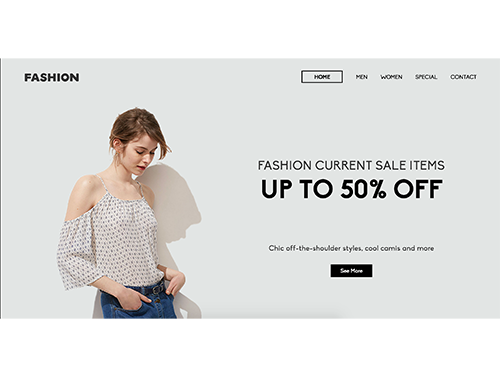 FASHION
HOME MEN WOMEN SPECIAL CONTACT
FASHION CURRENT SALE ITEMS
UP TO 50% OFF
Chic off-the-shoulder styles, cool camis and more
See More